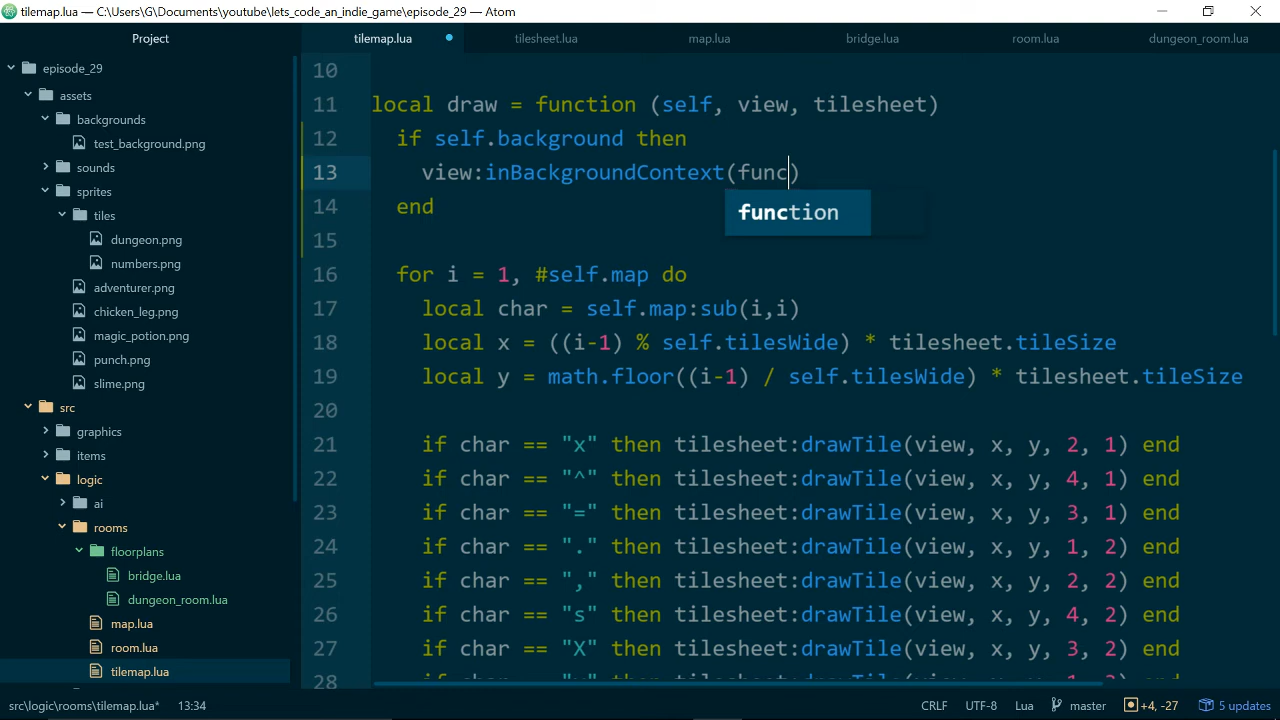 tilemap.lua — C:\Users\G\Documents\youtube\lets_code_an_indie_game\episode_29 — Atom
Project
tilemap.lua
tilesheet.lua
map.lua
bridge.lua
room.lua
dungeon_room.lua
episode_29
assets
backgrounds
test_background.png
sounds
sprites
tiles
dungeon.png
numbers.png
adventurer.png
chicken_leg.png
magic_potion.png
punch.png
slime.png
src
graphics
items
logic
ai
rooms
floorplans
bridge.lua
dungeon_room.lua
map.lua
room.lua
tilemap.lua
10
11 local draw = function (self, view, tilesheet)
12 if self.background then
13 view:inBackgroundContext(func)
function
14 end
15
16 for i = 1, #self.map do
17 local char = self.map:sub(i,i)
18 local x = ((i-1) % self.tilesWide) * tilesheet.tileSize
19 local y = math.floor((i-1) / self.tilesWide) * tilesheet.tileSize
20
21 if char == "x" then tilesheet:drawTile(view, x, y, 2, 1) end
22 if char == "^" then tilesheet:drawTile(view, x, y, 4, 1) end
23 if char == "=" then tilesheet:drawTile(view, x, y, 3, 1) end
24 if char == "." then tilesheet:drawTile(view, x, y, 1, 2) end
25 if char == "," then tilesheet:drawTile(view, x, y, 2, 2) end
26 if char == "s" then tilesheet:drawTile(view, x, y, 4, 2) end
27 if char == "X" then tilesheet:drawTile(view, x, y, 3, 2) end
28
src\logic\rooms\tilemap.lua* 13:34
CRLF UTF-8 Lua master +4, -27 5 updates